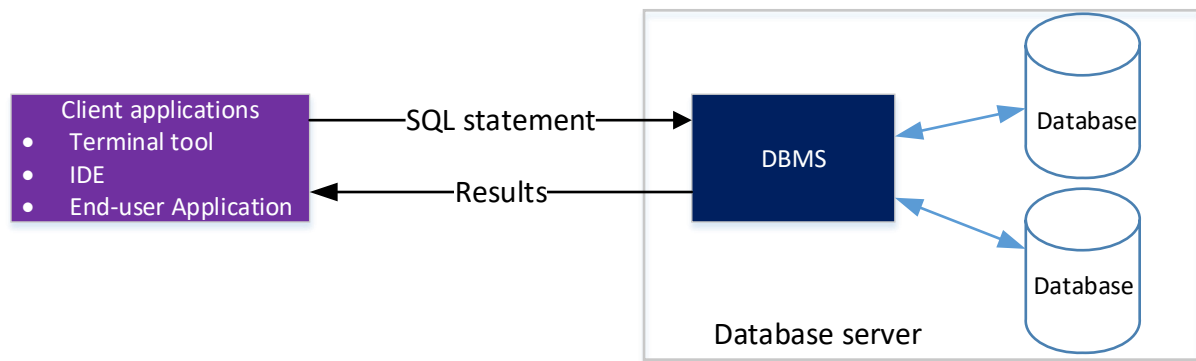 Client applications
• Terminal tool
• IDE
• End-user Application
SQL statement
Results
DBMS
Database
Database
Database server